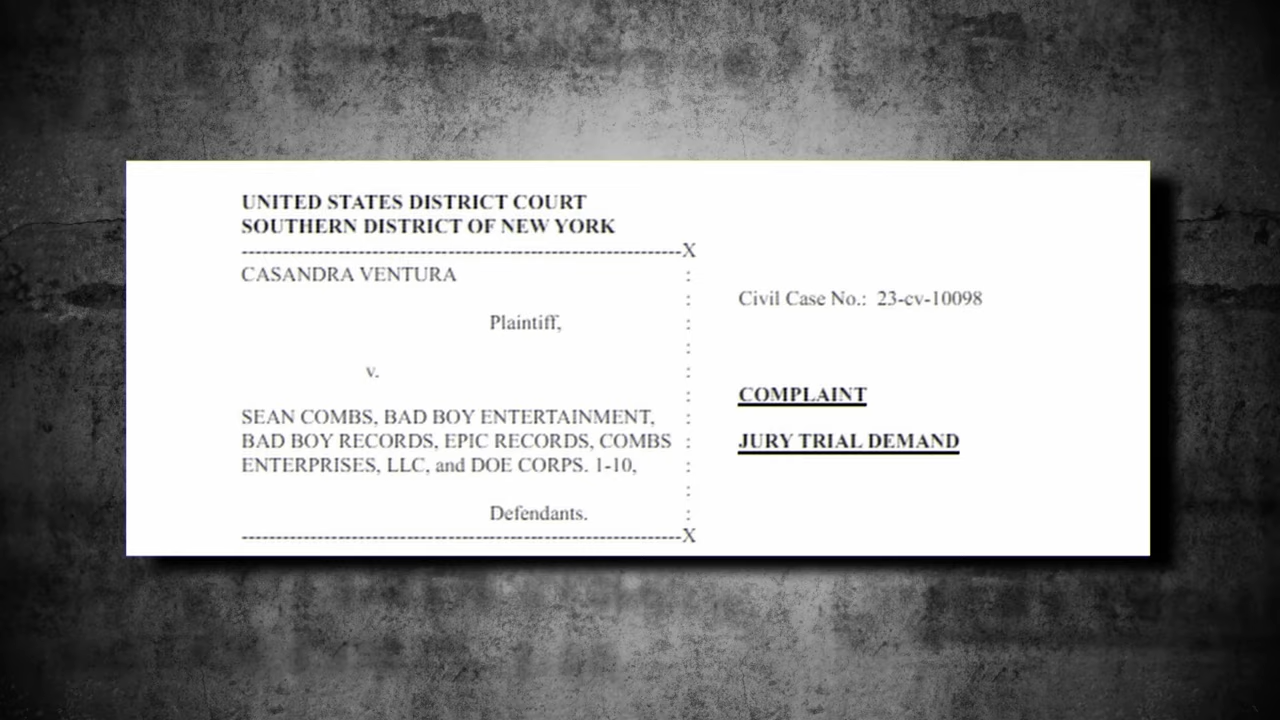 UNITED STATES DISTRICT COURT
SOUTHERN DISTRICT OF NEW YORK
-----------------------------------------------------------------------------X
CASANDRA VENTURA :
: Civil Case No.: 23-cv-10098
Plaintiff, :
:
v. :
: COMPLAINT
SEAN COMBS, BAD BOY ENTERTAINMENT, :
BAD BOY RECORDS, EPIC RECORDS, COMBS : JURY TRIAL DEMAND
ENTERPRISES, LLC, and DOE CORPS. 1-10, :
:
Defendants. :
-----------------------------------------------------------------------------X